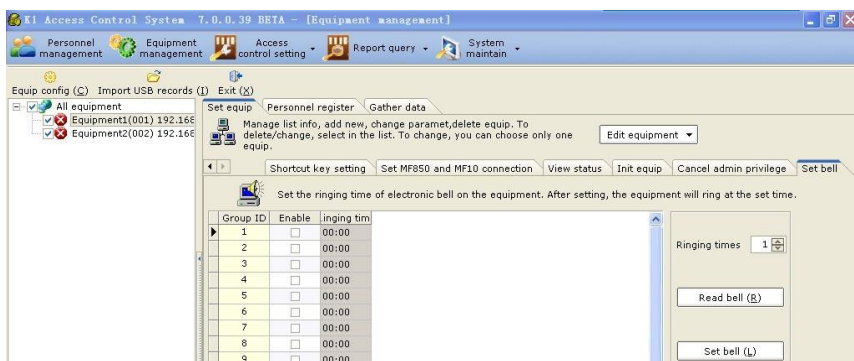 K1 Access Control System 7.0.0.39 BETA - [Equipment management]
Personnel management
Equipment management
Access control setting
Report query
System maintain
Equip config (C) Import USB records (I) Exit (X)
All equipment
Equipment1(001) 192.168
Equipment2(002) 192.168
Set equip Personnel register Gather data
Manage list info, add new, change paramet,delete equip. To
delete/change, select in the list. To change, you can choose only one
equip.
Edit equipment
Shortcut key setting Set MF850 and MF10 connection View status Init equip Cancel admin privilege Set bell
Set the ringing time of electronic bell on the equipment. After setting, the equipment will ring at the set time.
Group ID Enable inging tim
1 00:00
2 00:00
3 00:00
4 00:00
5 00:00
6 00:00
7 00:00
8 00:00
9 00:00
Ringing times 1
Read bell (R)
Set bell (L)